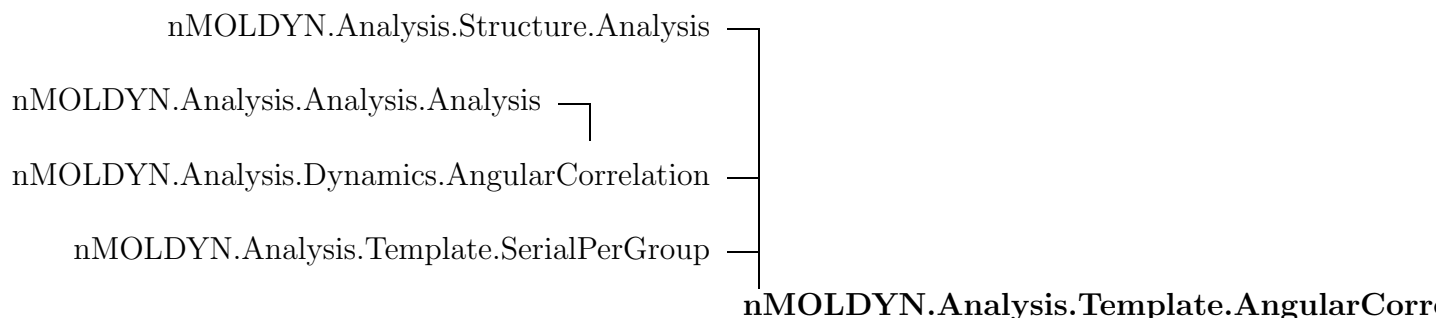 nMOLDYN.Analysis.Structure.Analysis
nMOLDYN.Analysis.Analysis.Analysis
nMOLDYN.Analysis.Dynamics.AngularCorrelation
nMOLDYN.Analysis.Template.SerialPerGroup
nMOLDYN.Analysis.Template.AngularCorre